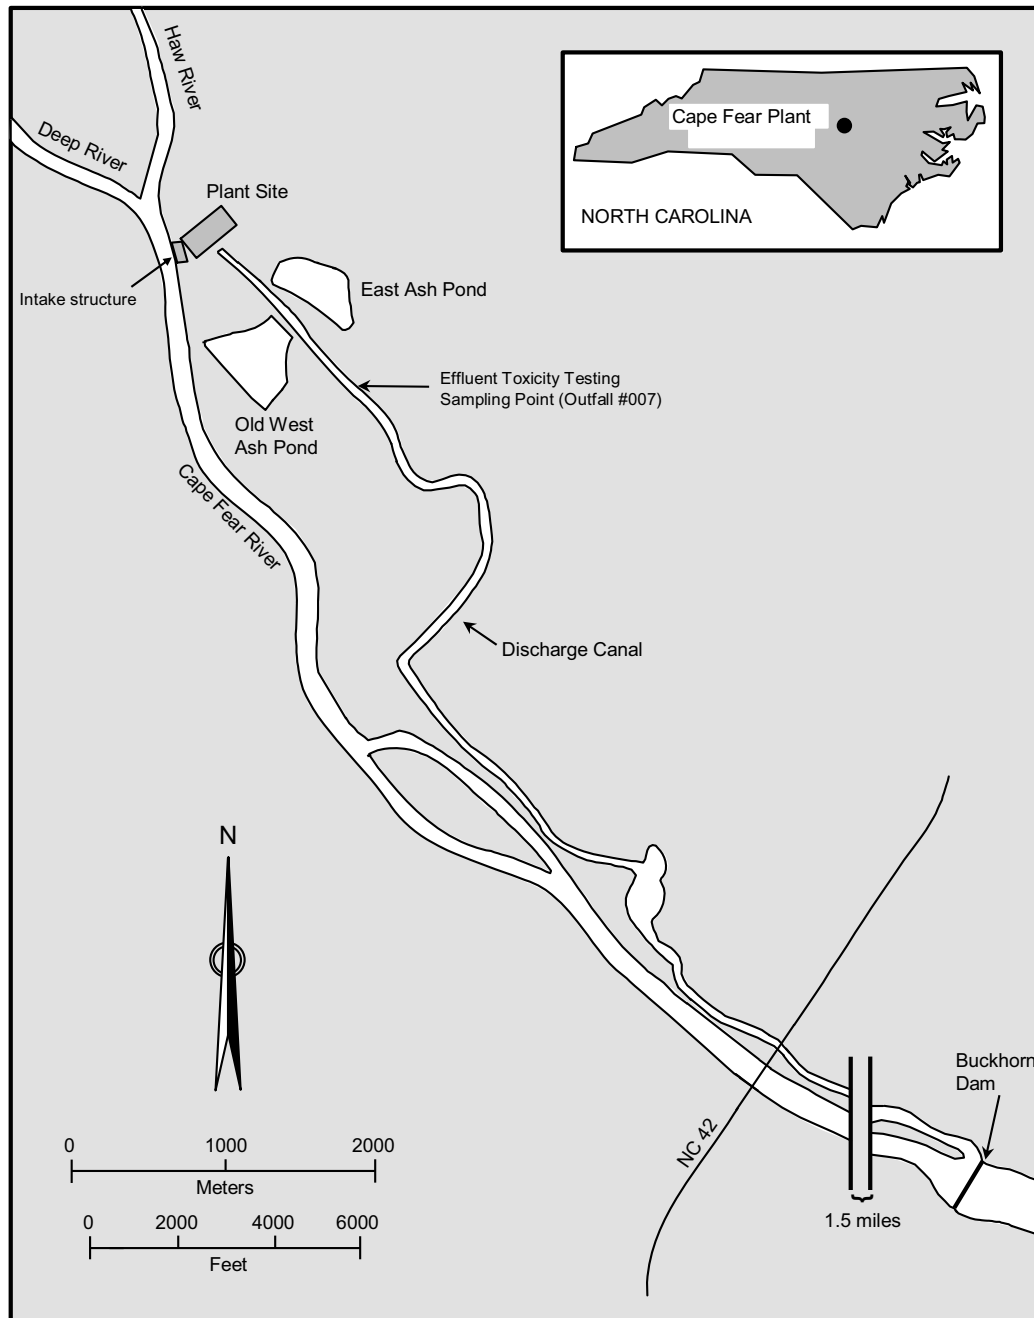 Haw River
Deep River
Plant Site
Cape Fear Plant
NORTH CAROLINA
Intake structure
East Ash Pond
Effluent Toxicity Testing
Sampling Point (Outfall #007)
Old West
Ash Pond
Cape Fear River
Discharge Canal
N
Buckhorn
Dam
NC 42
0 1000 2000
Meters
1.5 miles
0 2000 4000 6000
Feet